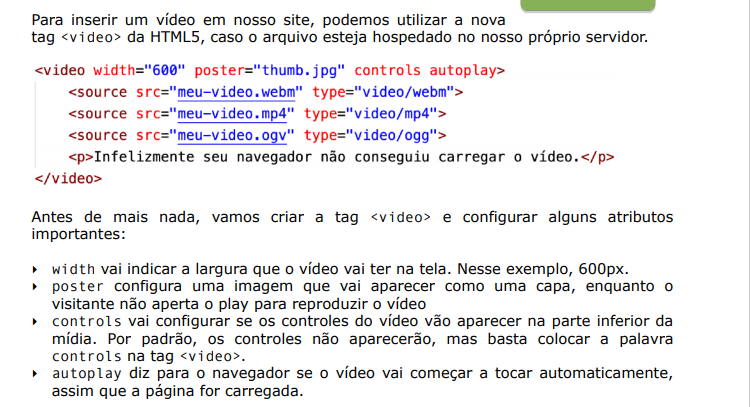 Para inserir um vídeo em nosso site, podemos utilizar a nova
tag <video> da HTML5, caso o arquivo esteja hospedado no nosso próprio servidor.
<video width="600" poster="thumb.jpg" controls autoplay>
<source src="meu-video.webm" type="video/webm">
<source src="meu-video.mp4" type="video/mp4">
<source src="meu-video.ogv" type="video/ogg">
<p>Infelizmente seu navegador não conseguiu carregar o vídeo.</p>
</video>
Antes de mais nada, vamos criar a tag <video> e configurar alguns atributos
importantes:
width vai indicar a largura que o vídeo vai ter na tela. Nesse exemplo, 600px.
poster configura uma imagem que vai aparecer como uma capa, enquanto o
visitante não aperta o play para reproduzir o vídeo
controls vai configurar se os controles do vídeo vão aparecer na parte inferior da
mídia. Por padrão, os controles não aparecerão, mas basta colocar a palavra
controls na tag <video>.
autoplay diz para o navegador se o vídeo vai começar a tocar automaticamente,
assim que a página for carregada.